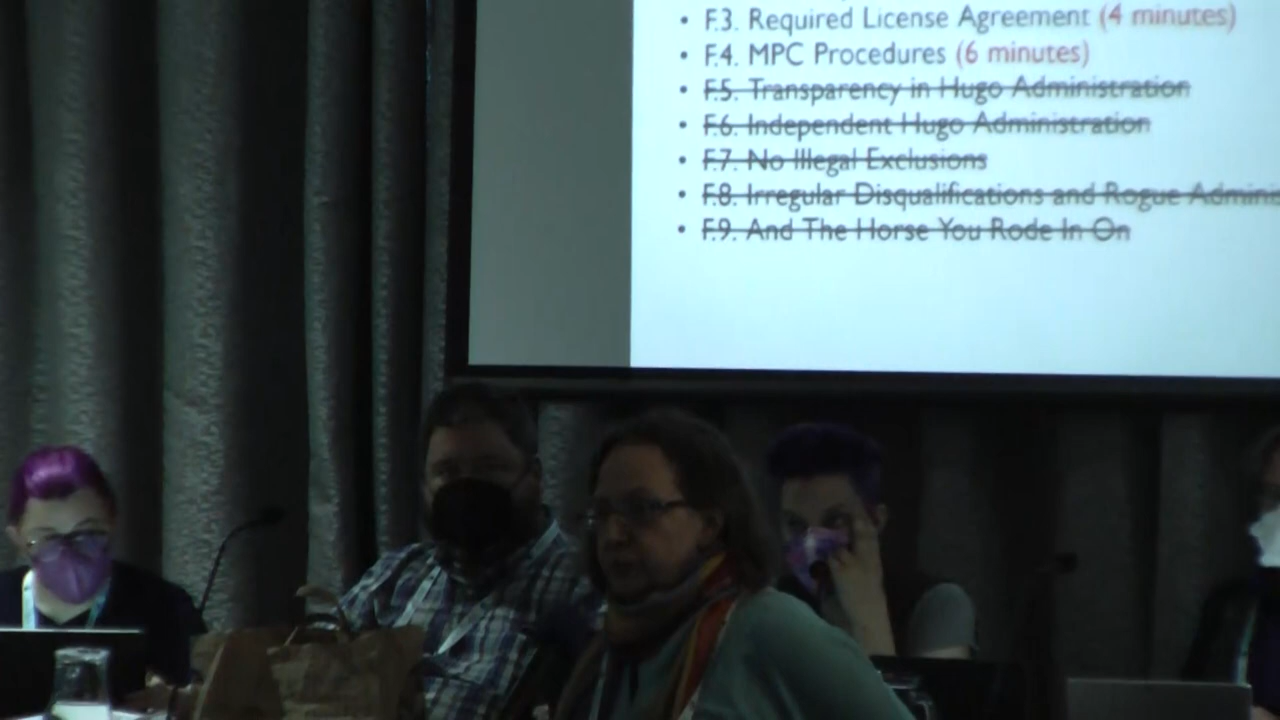 • F.3. Required License Agreement (4 minutes)
• F.4. MPC Procedures (6 minutes)
• F.5. Transparency in Hugo Administration
• F.6. Independent Hugo Administration
• F.7. No Illegal Exclusions
• F.8. Irregular Disqualifications and Rogue Adminis
• F.9. And The Horse You Rode In On